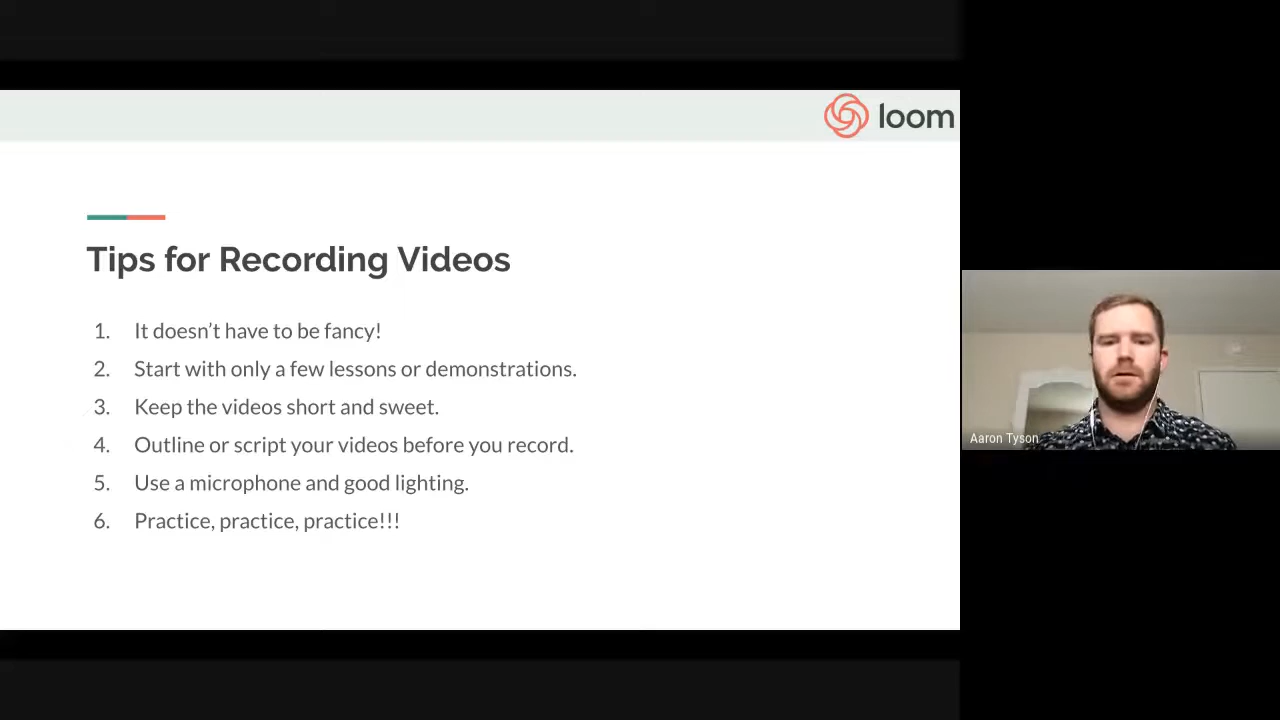 loom
Tips for Recording Videos
1. It doesn't have to be fancy!
2. Start with only a few lessons or demonstrations.
3. Keep the videos short and sweet.
4. Outline or script your videos before you record.
5. Use a microphone and good lighting.
6. Practice, practice, practice!!!
Aaron Tyson